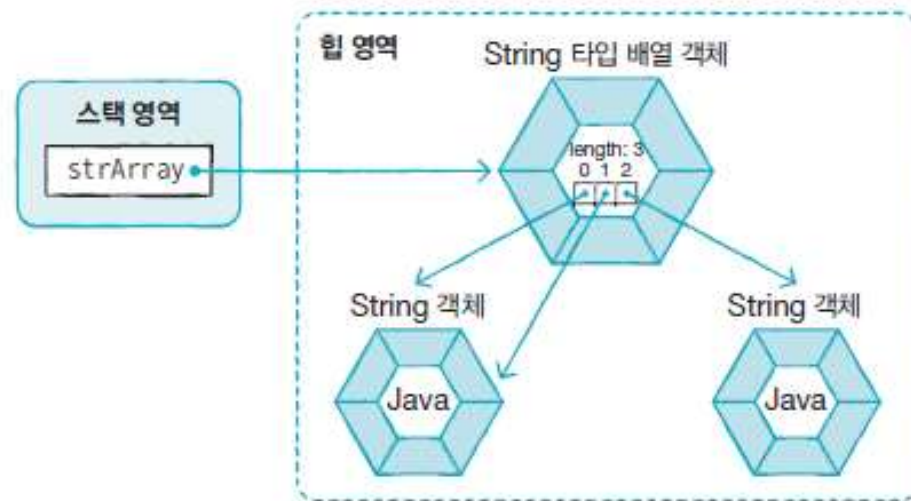 힙 영역
String 타입 배열 객체
스택 영역
strArray
length: 3
0 1 2
String 객체
String 객체
Java
Java